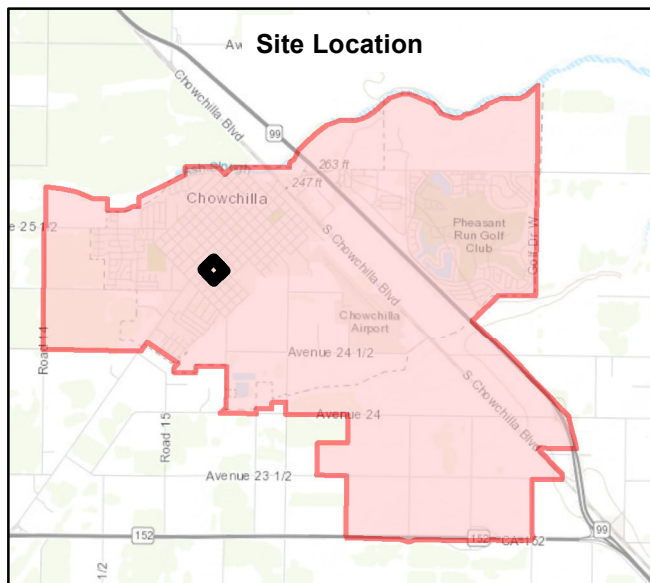 Site Location
Chowchilla Blvd
99
263 ft
247 ft
Chowchilla
25-1/2
Pheasant
Run Golf
Club
Golf Dr W
S Chowchilla Blvd
Chowchilla
Airport
Road 14
Avenue 24 1/2
S Chowchilla Blvd
Avenue 24
Road 15
Avenue 23-1/2
152
152
CA-152
99
1/2